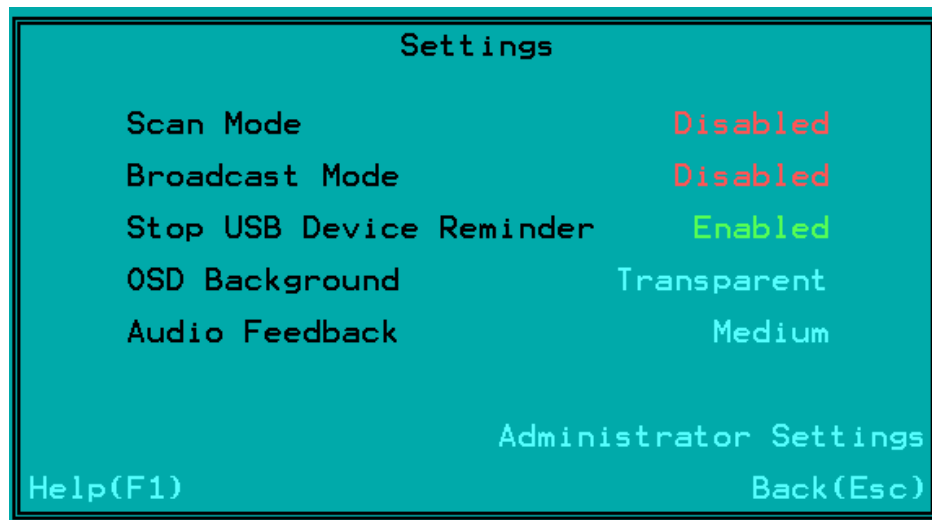 Settings
Scan Mode Disabled
Broadcast Mode Disabled
Stop USB Device Reminder Enabled
OSD Background Transparent
Audio Feedback Medium
Administrator Settings
Help(F1) Back(Esc)